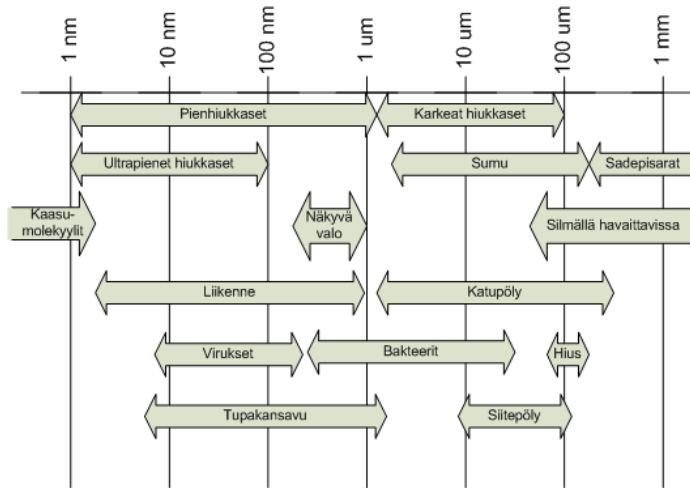 1 nm
10 nm
100 nm
1 um
10 um
100 um
1 mm
Pienhiukkaset
Karkeat hiukkaset
Ultrapienet hiukkaset
Sumu
Sadepisarat
Kaasu-
molekyylit
Näkyvä
valo
Silmällä havaittavissa
Liikenne
Katupöly
Virukset
Bakteerit
Hius
Tupakansavu
Siitepöly